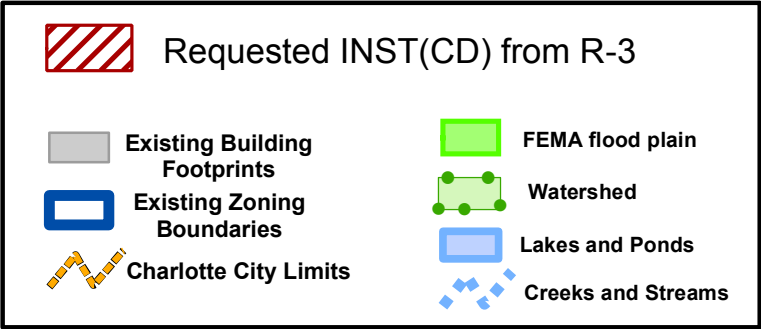 Requested INST(CD) from R-3
Existing Building
Footprints
Existing Zoning
Boundaries
Charlotte City Limits
FEMA flood plain
Watershed
Lakes and Ponds
Creeks and Streams